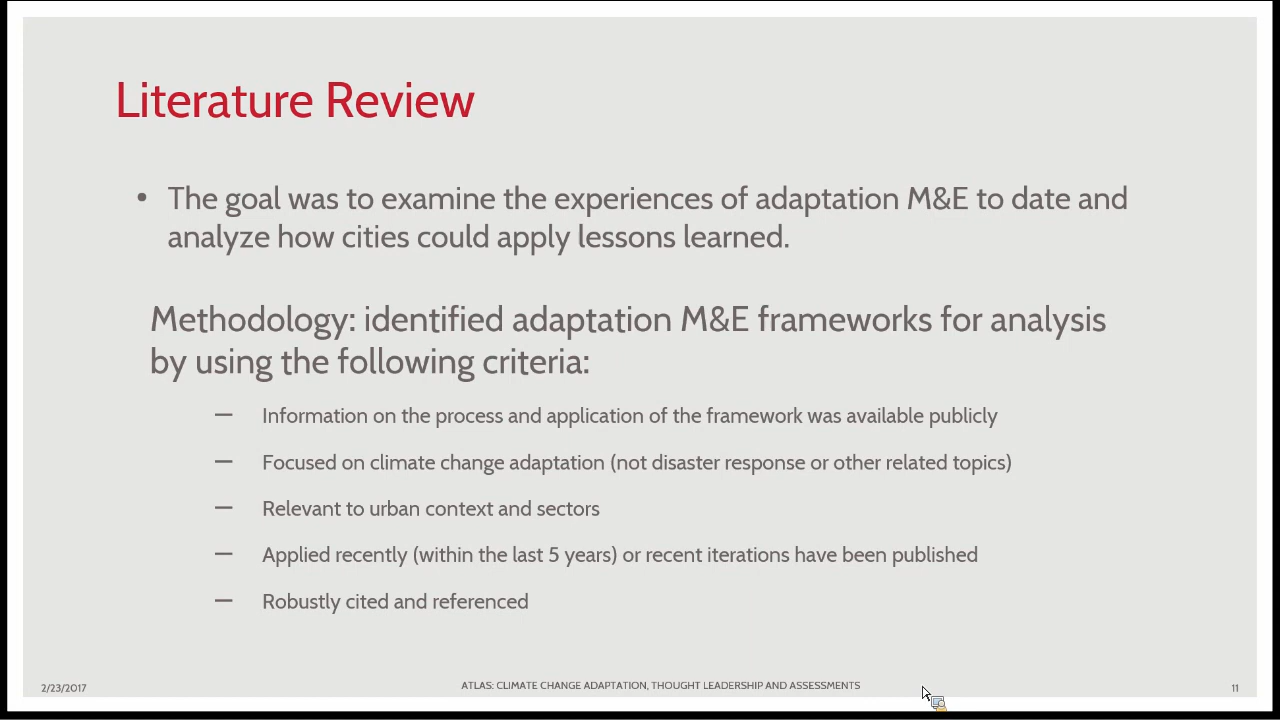 Literature Review
• The goal was to examine the experiences of adaptation M&E to date and
analyze how cities could apply lessons learned.
Methodology: identified adaptation M&E frameworks for analysis
by using the following criteria:
— Information on the process and application of the framework was available publicly
— Focused on climate change adaptation (not disaster response or other related topics)
— Relevant to urban context and sectors
— Applied recently (within the last 5 years) or recent iterations have been published
— Robustly cited and referenced
2/23/2017
ATLAS: CLIMATE CHANGE ADAPTATION, THOUGHT LEADERSHIP AND ASSESSMENTS
11